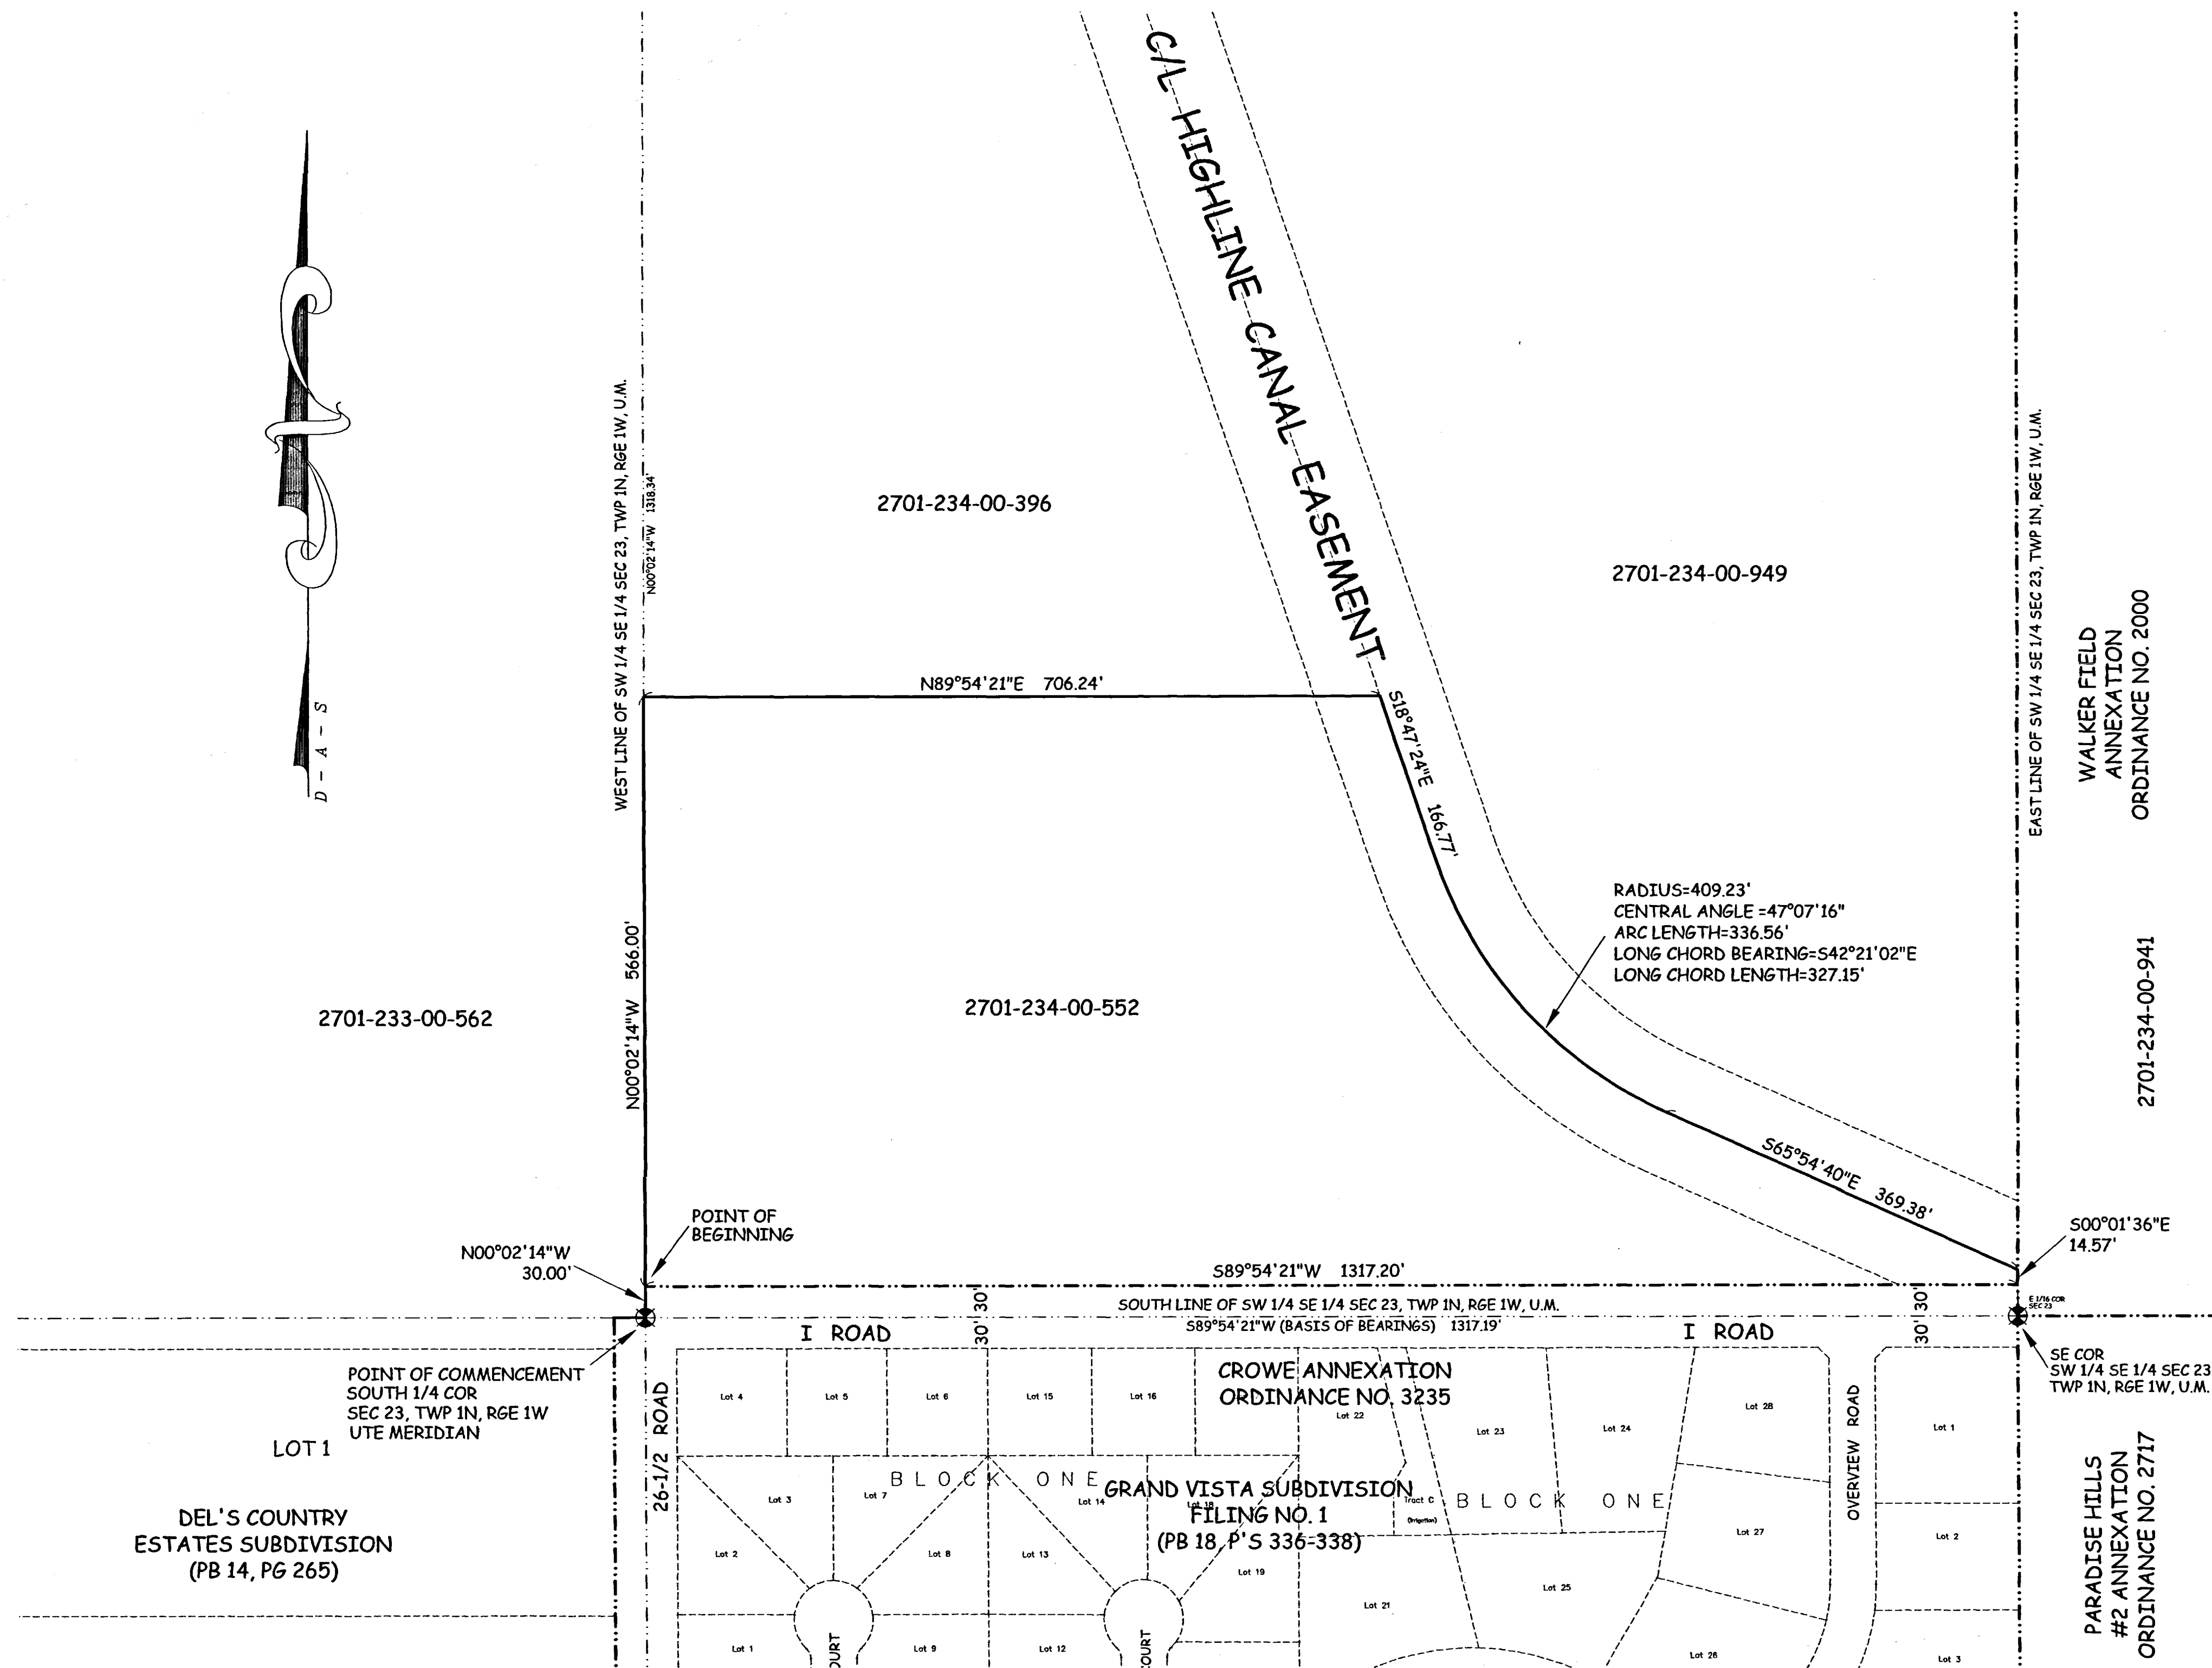 C/L HIGHLINE CANAL EASEMENT
D - A - S
WEST LINE OF SW 1/4 SE 1/4 SEC 23, TWP 1N, RGE 1W, U.M.
N00°02'14"W 1318.34'
2701-234-00-396
2701-234-00-949
EAST LINE OF SW 1/4 SE 1/4 SEC 23, TWP 1N, RGE 1W, U.M.
WALKER FIELD
ANNEXATION
ORDINANCE NO. 2000
N89°54'21"E 706.24'
S18°47'24"E 166.77'
RADIUS=409.23'
CENTRAL ANGLE =47°07'16"
ARC LENGTH=336.56'
LONG CHORD BEARING=S42°21'02"E
LONG CHORD LENGTH=327.15'
N00°02'14"W 566.00'
2701-233-00-562
2701-234-00-552
2701-234-00-941
S65°54'40"E 369.38'
POINT OF
BEGINNING
N00°02'14"W
30.00'
S00°01'36"E
14.57'
S89°54'21"W 1317.20'
30'
30'
SOUTH LINE OF SW 1/4 SE 1/4 SEC 23, TWP 1N, RGE 1W, U.M.
S89°54'21"W (BASIS OF BEARINGS) 1317.19'
30'
30'
E 1/16 COR
SEC 23
I ROAD
I ROAD
POINT OF COMMENCEMENT
SOUTH 1/4 COR
SEC 23, TWP 1N, RGE 1W
UTE MERIDIAN
SE COR
SW 1/4 SE 1/4 SEC 23
TWP 1N, RGE 1W, U.M.
CROWE ANNEXATION
ORDINANCE NO. 3235
Lot 4
Lot 5
Lot 6
Lot 15
Lot 16
Lot 22
Lot 23
Lot 24
Lot 28
Lot 1
26-1/2 ROAD
OVERVIEW ROAD
LOT 1
DEL'S COUNTRY
ESTATES SUBDIVISION
(PB 14, PG 265)
BLOCK ONE
GRAND VISTA SUBDIVISION
FILING NO. 1
(PB 18, P'S 336-338)
BLOCK ONE
Lot 3
Lot 7
Lot 14
Lot 18
Tract C
(Irrigation)
Lot 27
Lot 2
Lot 2
Lot 8
Lot 13
Lot 19
Lot 21
Lot 25
Lot 1
Lot 9
Lot 12
Lot 26
Lot 3
OURT
COURT
PARADISE HILLS
#2 ANNEXATION
ORDINANCE NO. 2717